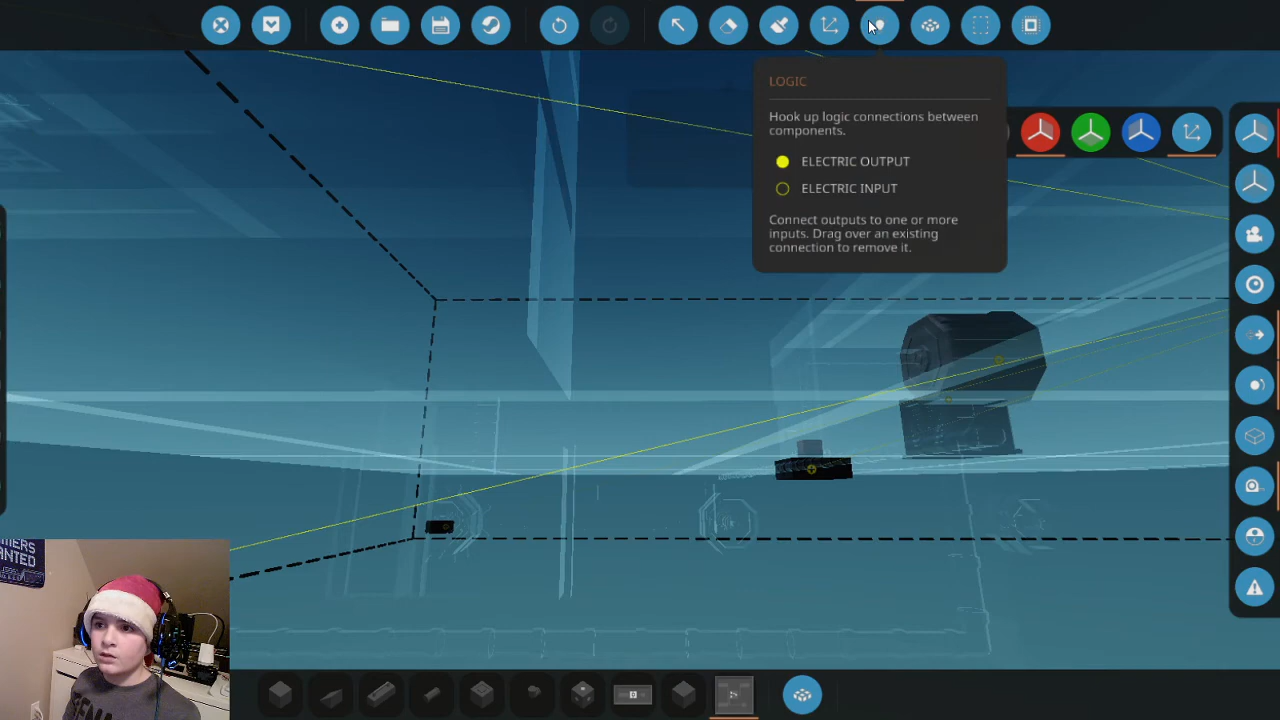 LOGIC
Hook up logic connections between
components.
ELECTRIC OUTPUT
ELECTRIC INPUT
Connect outputs to one or more
inputs. Drag over an existing
connection to remove it.